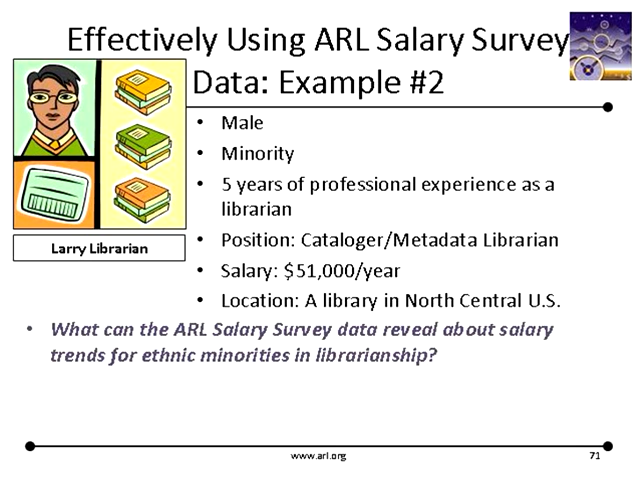 Effectively Using ARL Salary Survey
Data: Example #2
Larry Librarian
• Male
• Minority
• 5 years of professional experience as a
librarian
• Position: Cataloger/Metadata Librarian
• Salary: $51,000/year
• Location: A library in North Central U.S.
• What can the ARL Salary Survey data reveal about salary
trends for ethnic minorities in librarianship?
www.arl.org
71